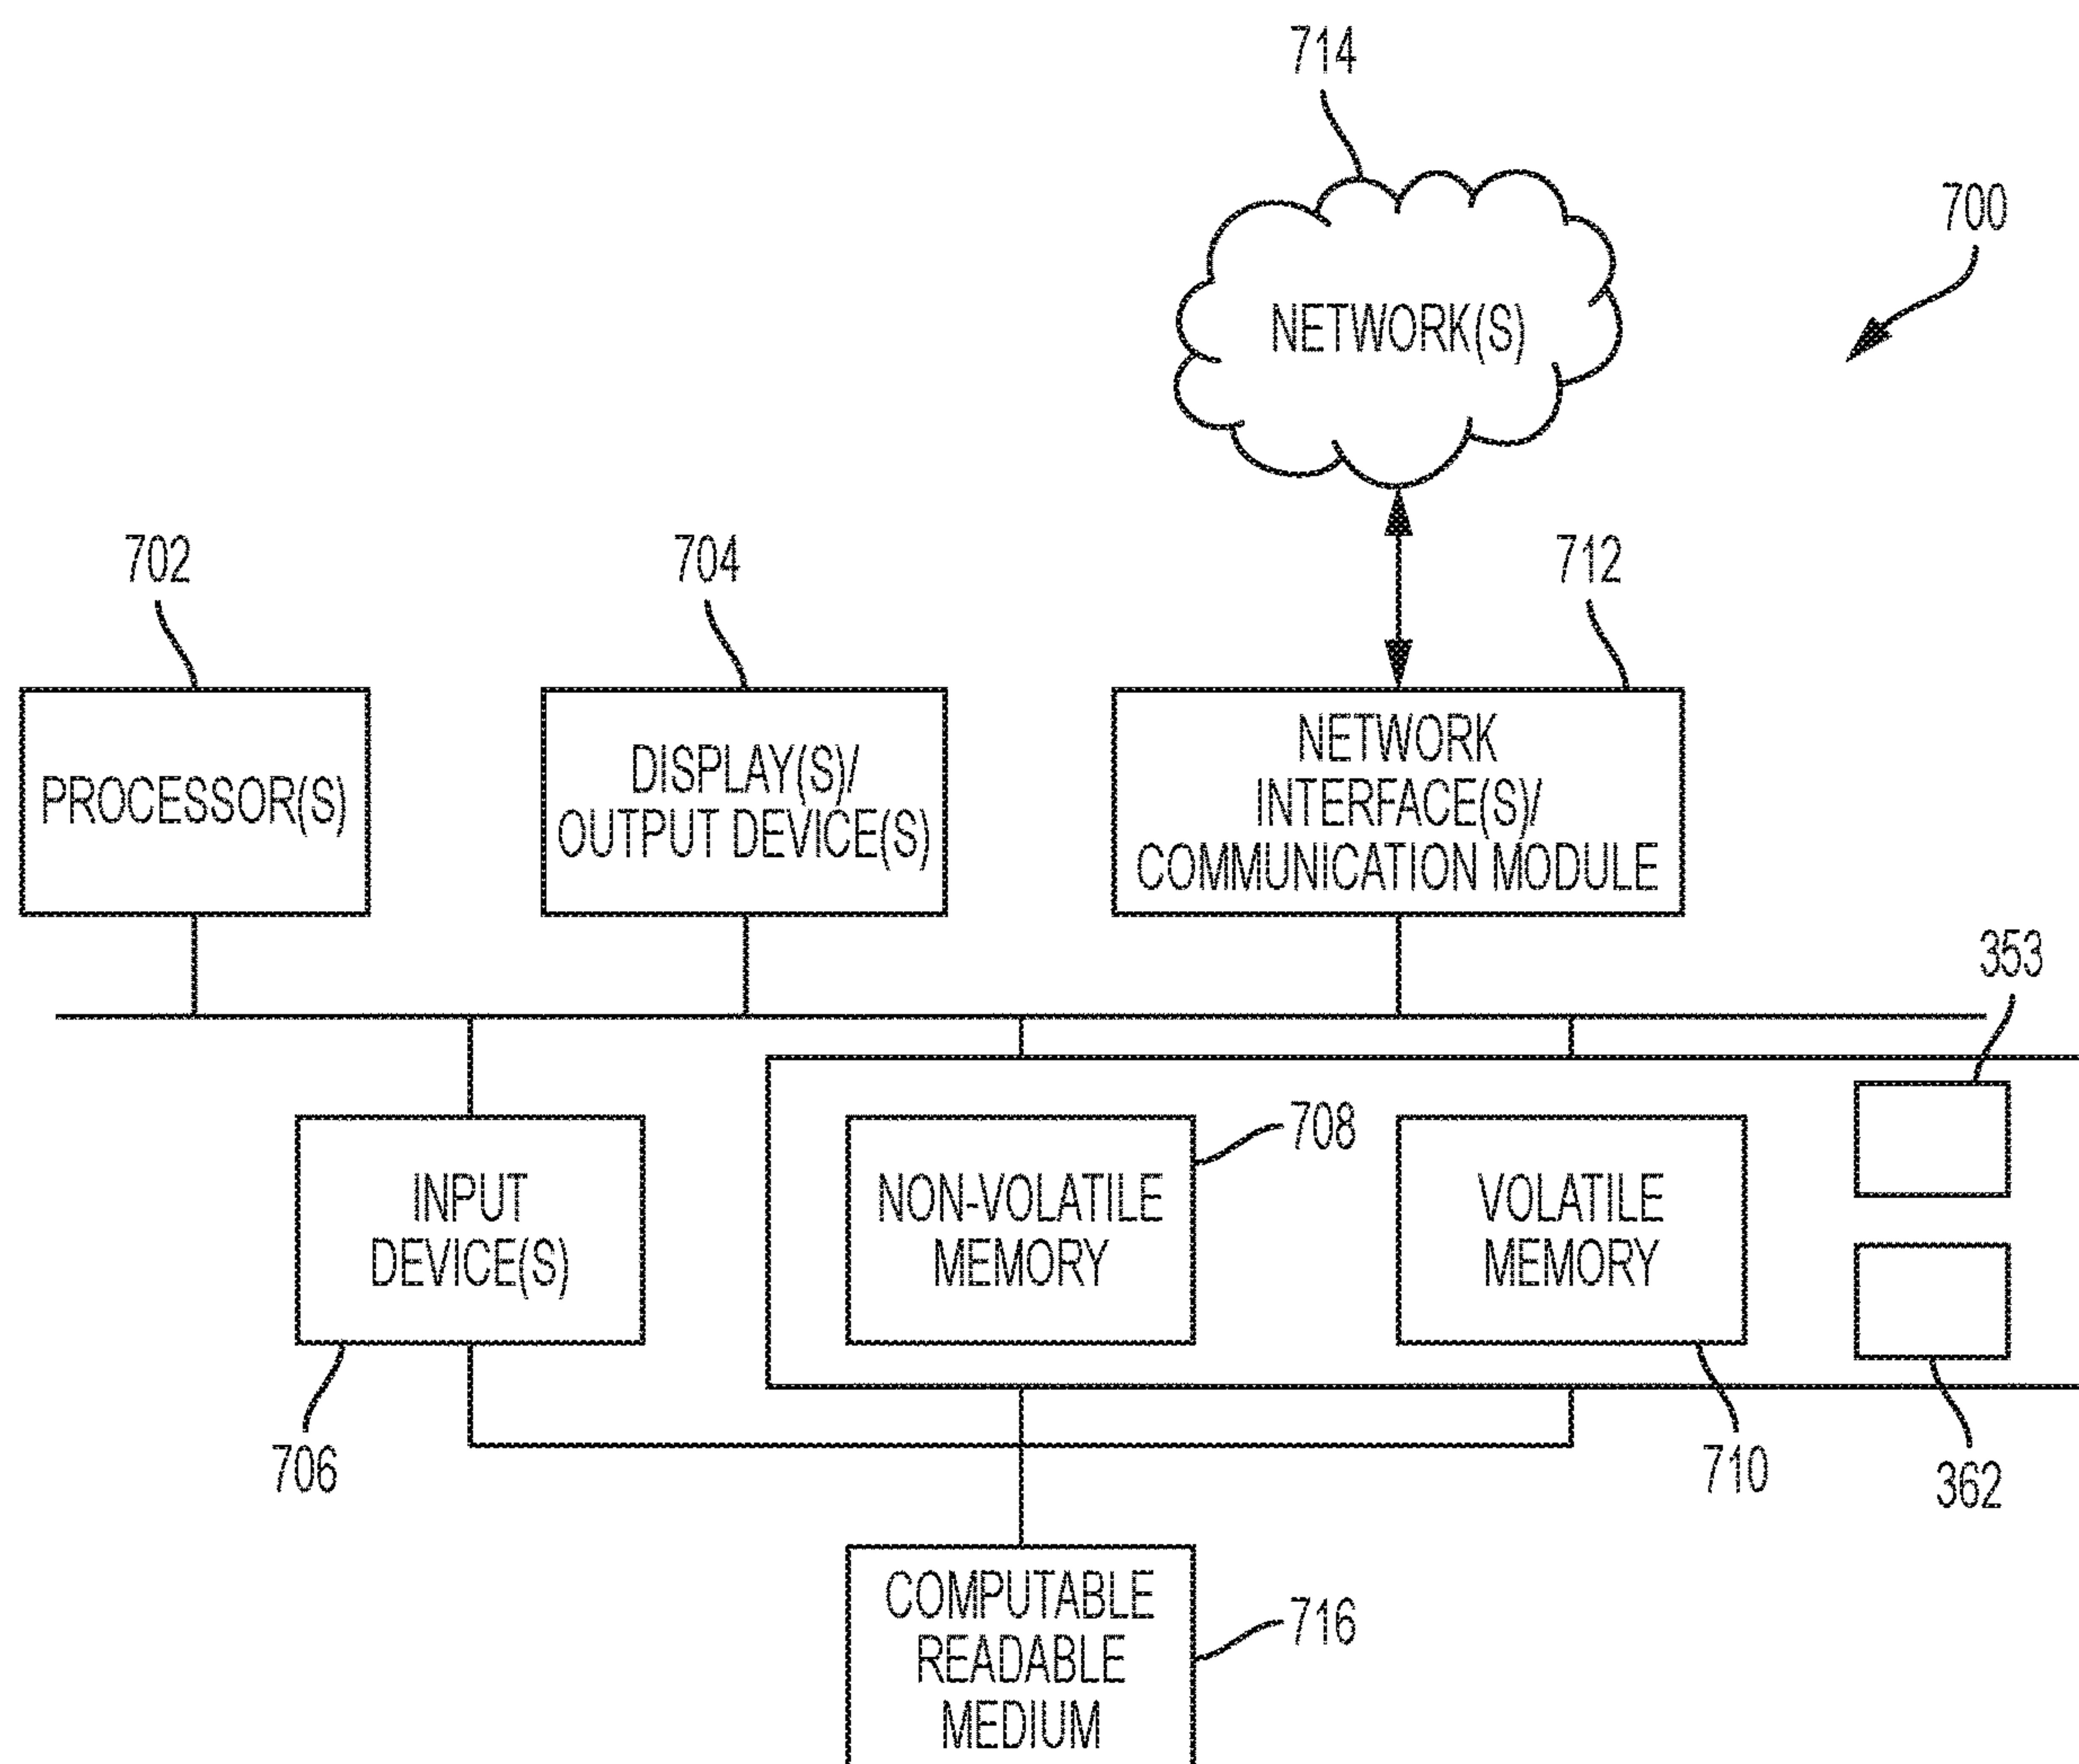 714
700
NETWORK(S)
702
704
712
PROCESSOR(S)
DISPLAY(S)/
OUTPUT DEVICE(S)
NETWORK
INTERFACE(S)/
COMMUNICATION MODULE
353
708
INPUT
DEVICE(S)
NON-VOLATILE
MEMORY
VOLATILE
MEMORY
706
710
362
COMPUTABLE
READABLE
MEDIUM
716